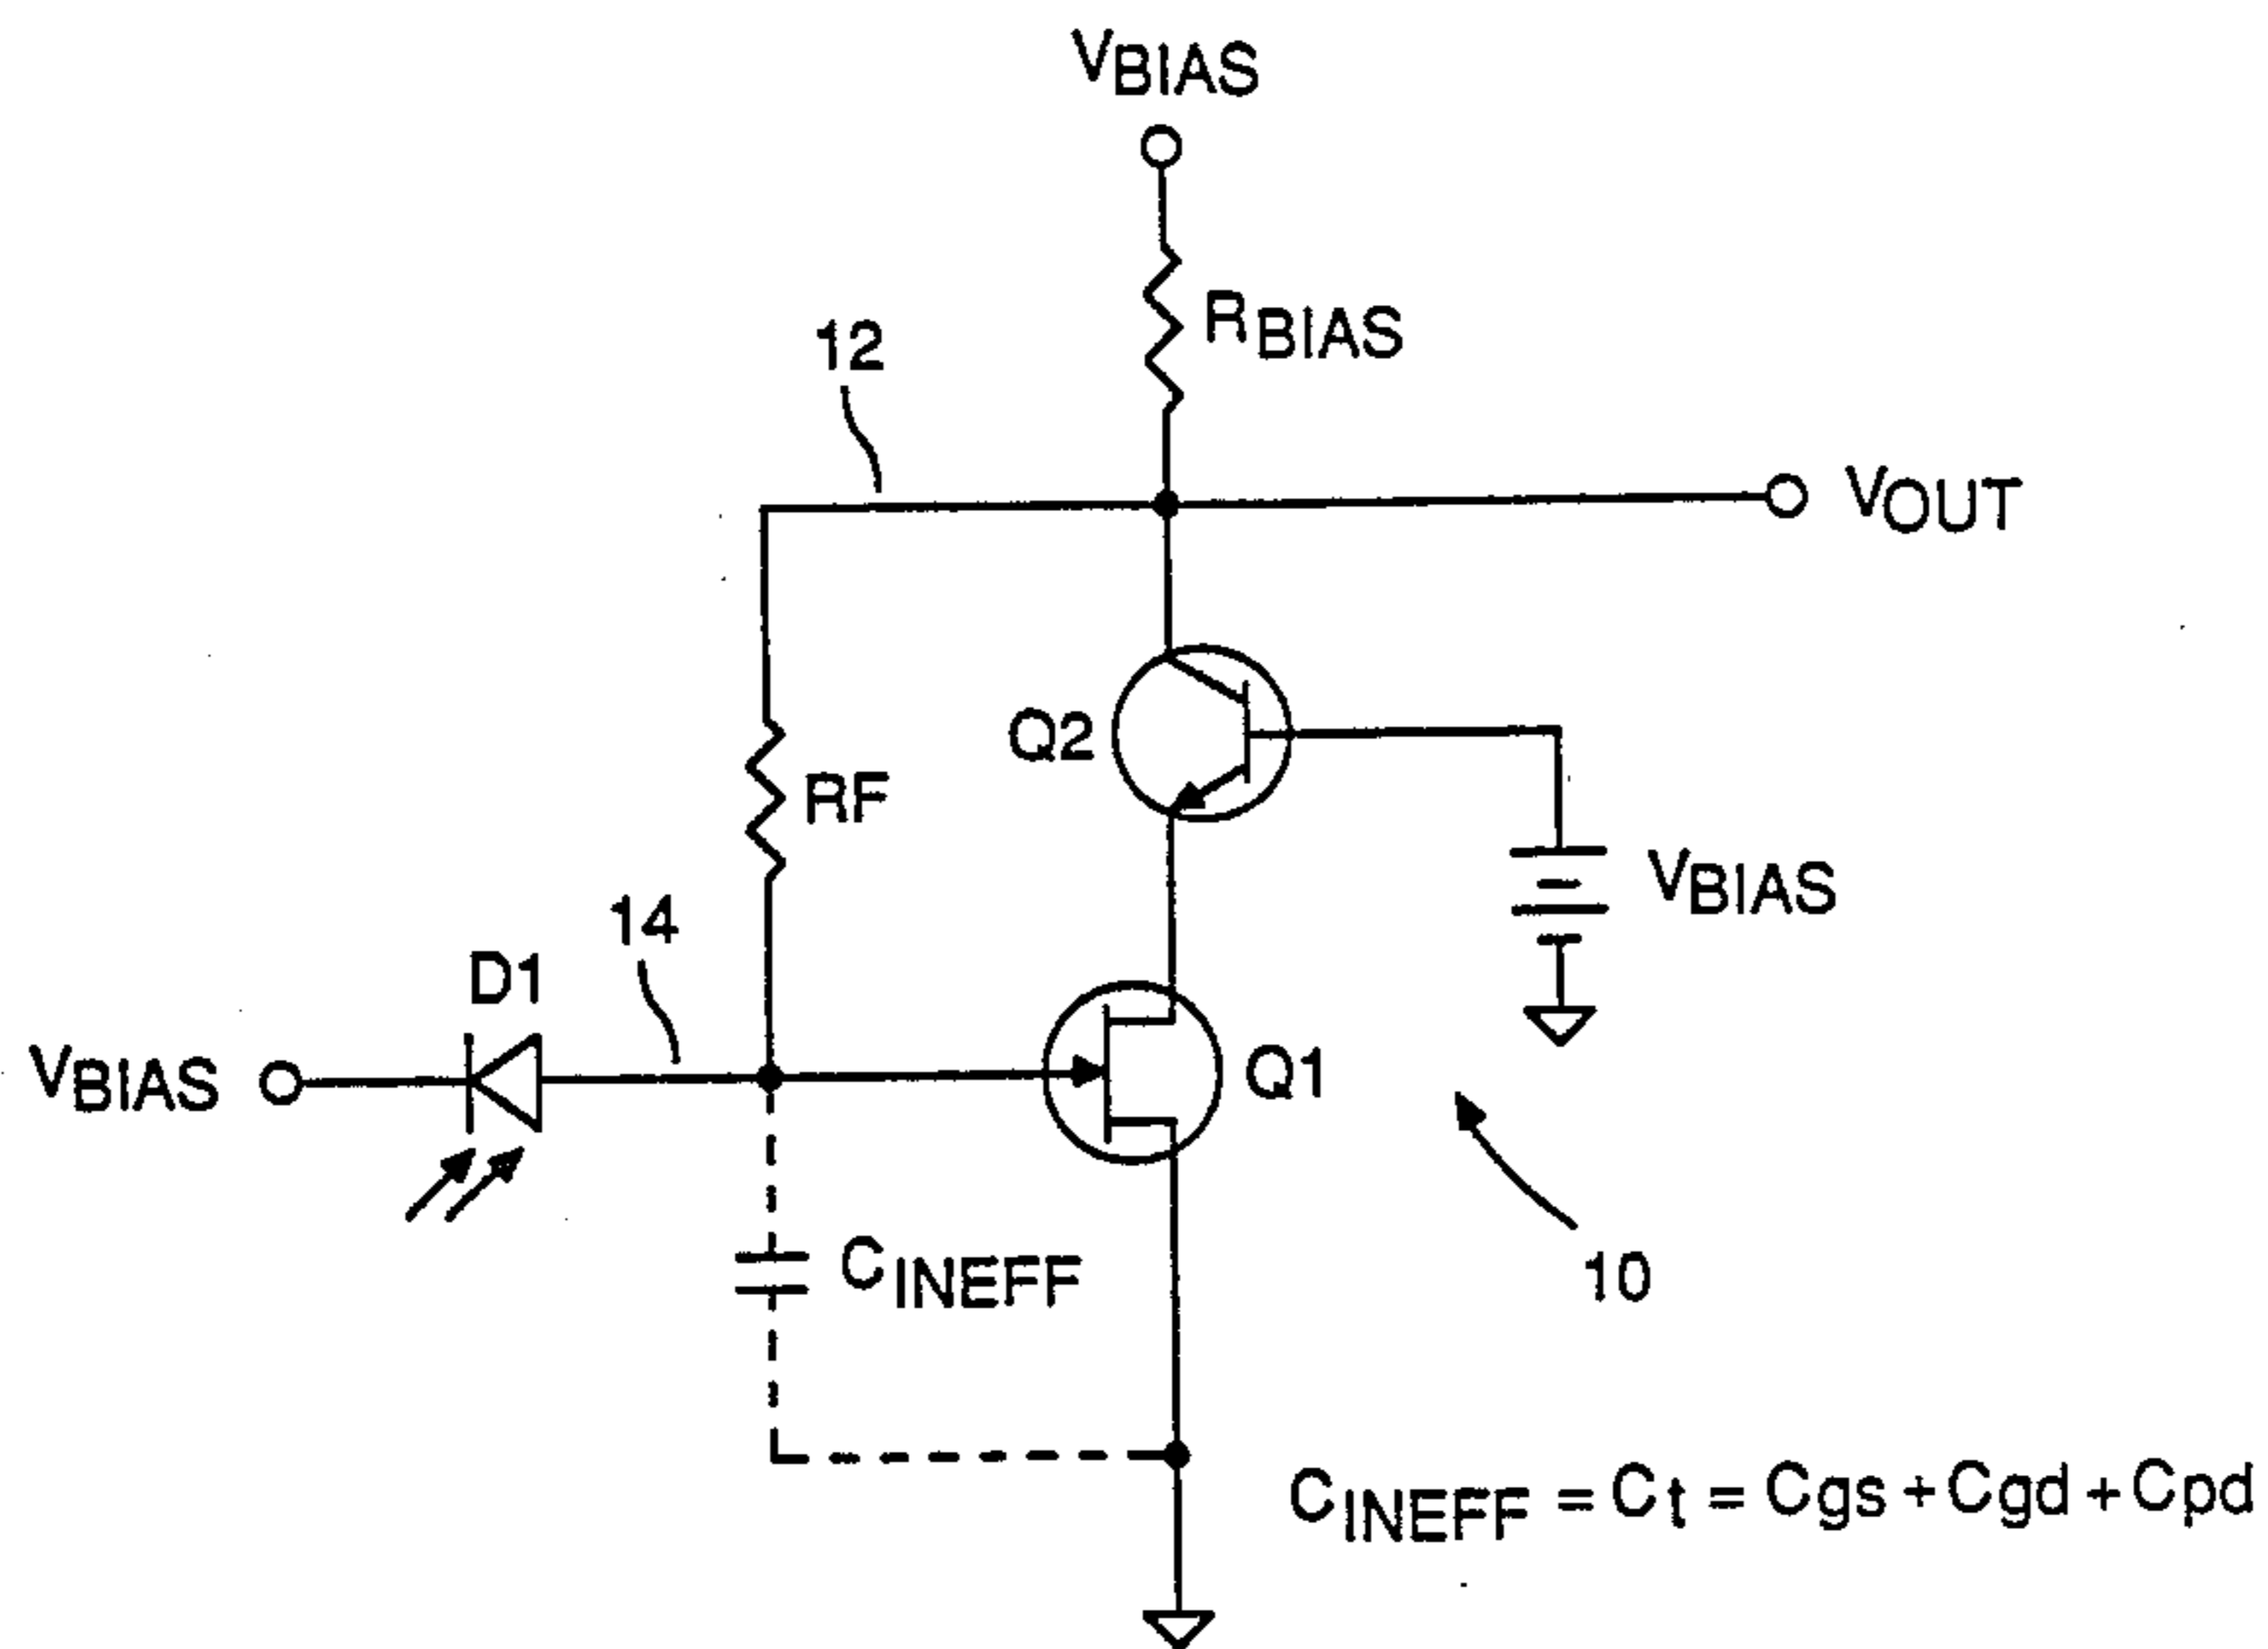 VBIAS
RBIAS
12
VOUT
Q2
RF
VBIAS
14
D1
VBIAS
Q1
CINEFF
10
CINEFF = Ct = Cgs + Cgd + Cpd